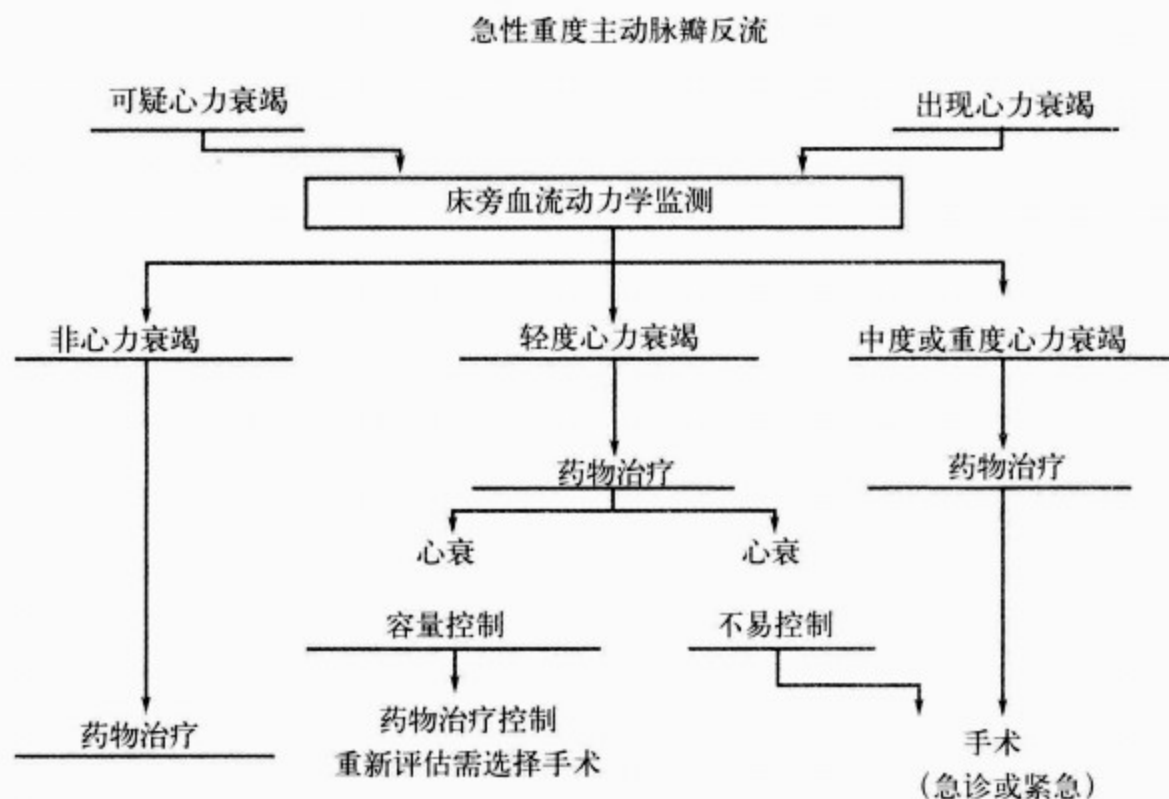 急性重度主动脉瓣反流
可疑心力衰竭
出现心力衰竭
床旁血流动力学监测
非心力衰竭
轻度心力衰竭
中度或重度心力衰竭
药物治疗
药物治疗
心衰
心衰
容量控制
不易控制
药物治疗
药物治疗控制
重新评估需选择手术
手术
(急诊或紧急)